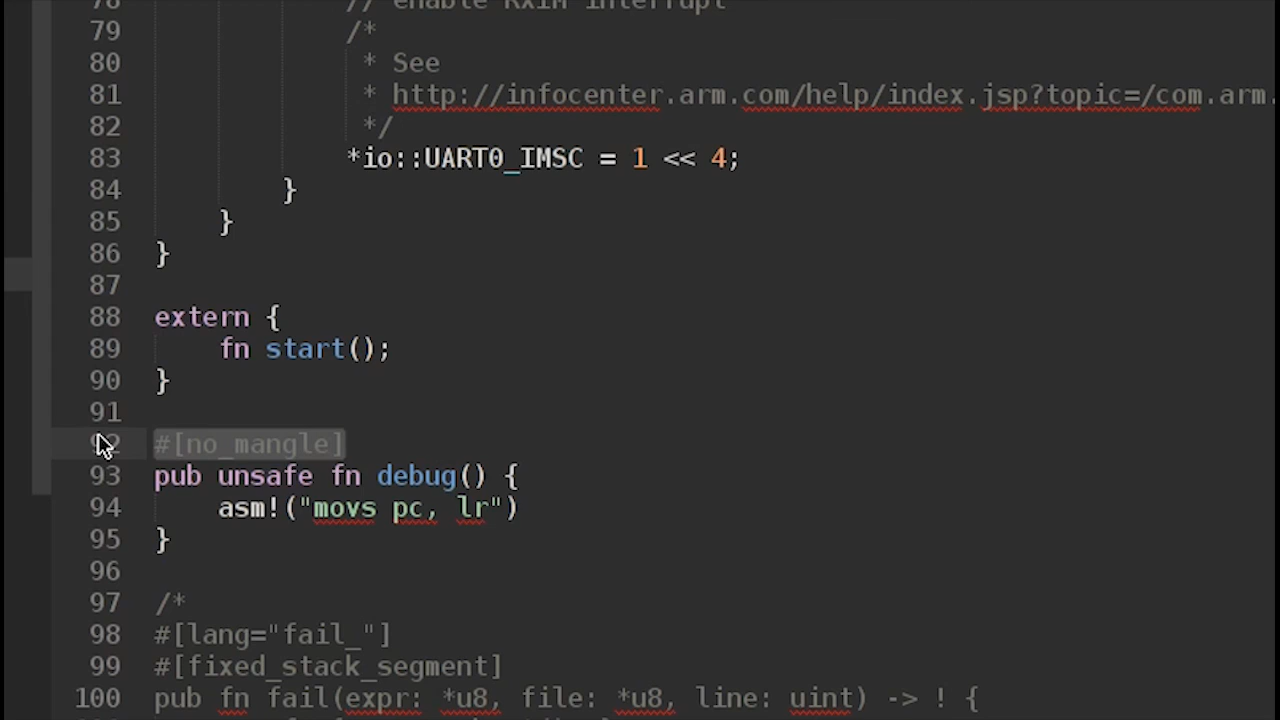 78 // enable RXIM interrupt
79 /*
80 * See
81 * http://infocenter.arm.com/help/index.jsp?topic=/com.arm.
82 */
83 *io::UART0_IMSC = 1 << 4;
84 }
85 }
86 }
87
88 extern {
89 fn start();
90 }
91
92 #[no_mangle]
93 pub unsafe fn debug() {
94 asm!("movs pc, lr")
95 }
96
97 /*
98 #[lang="fail_"]
99 #[fixed_stack_segment]
100 pub fn fail(expr: *u8, file: *u8, line: uint) -> ! {